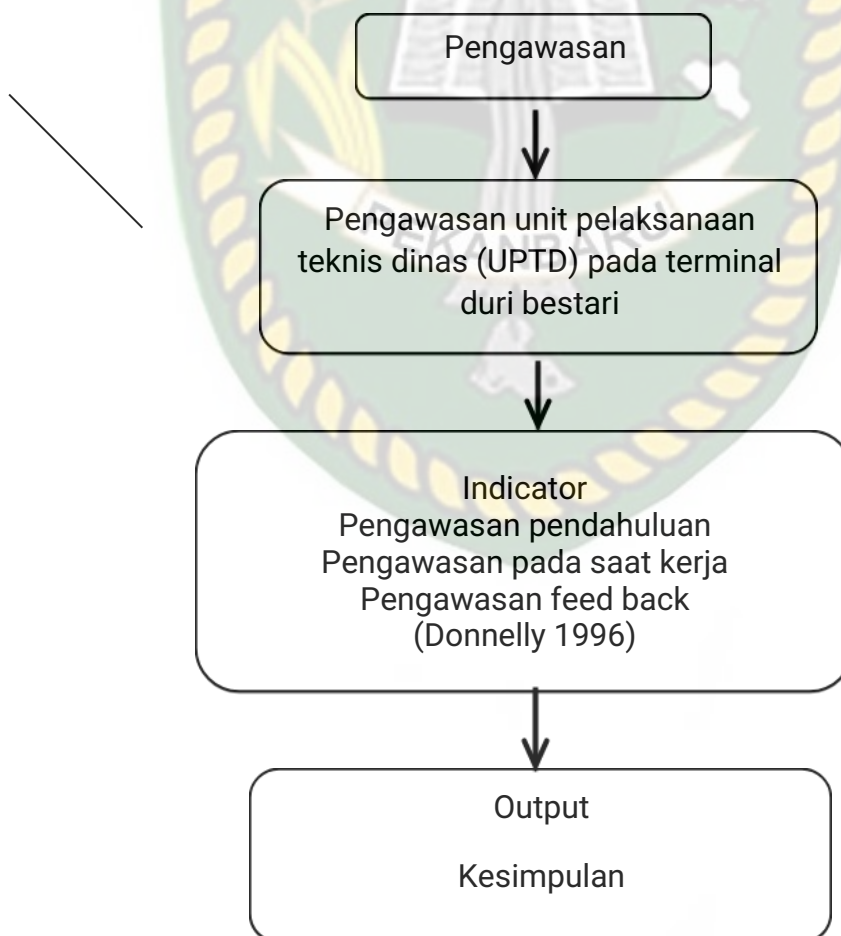 Pengawasan
PEKANBARU
Pengawasan unit pelaksanaan
teknis dinas (UPTD) pada terminal
duri bestari
Indicator
Pengawasan pendahuluan
Pengawasan pada saat kerja
Pengawasan feed back
(Donnelly 1996)
Output
Kesimpulan